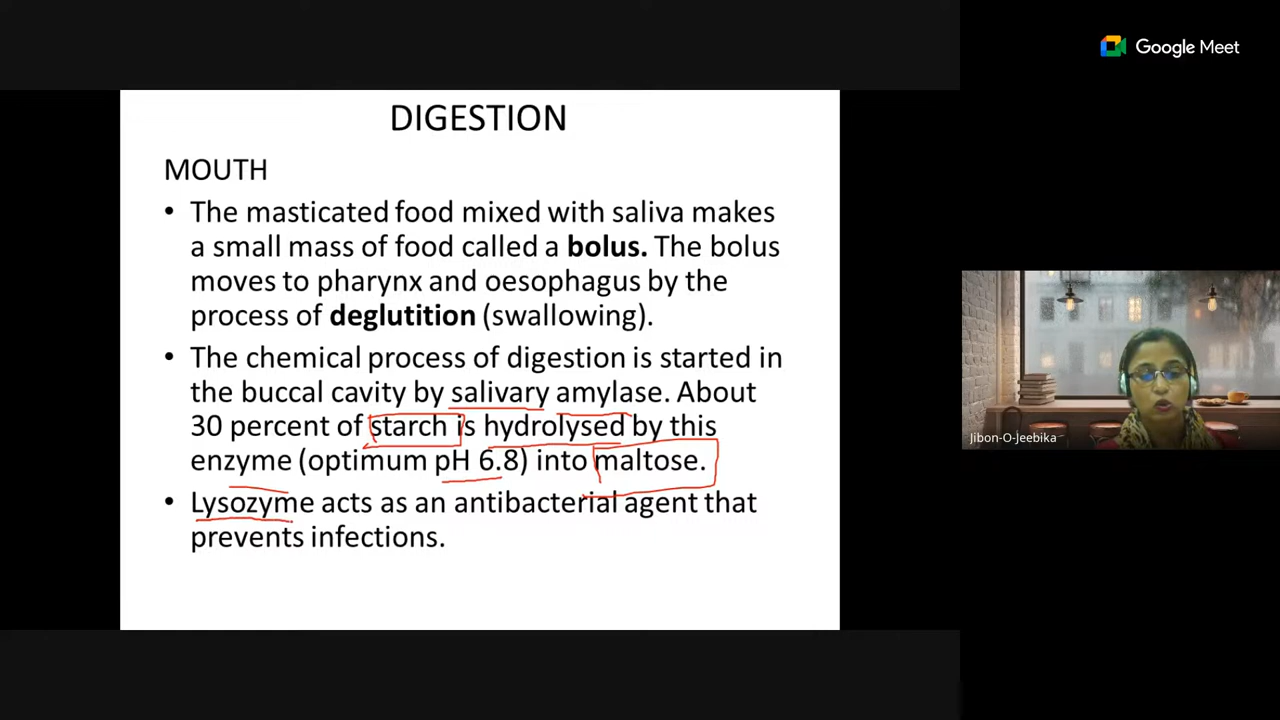 Google Meet
DIGESTION
MOUTH
• The masticated food mixed with saliva makes
a small mass of food called a bolus. The bolus
moves to pharynx and oesophagus by the
process of deglutition (swallowing).
• The chemical process of digestion is started in
the buccal cavity by salivary amylase. About
30 percent of starch is hydrolysed by this
enzyme (optimum pH 6.8) into maltose.
• Lysozyme acts as an antibacterial agent that
prevents infections.
Jibon-O-Jeebika